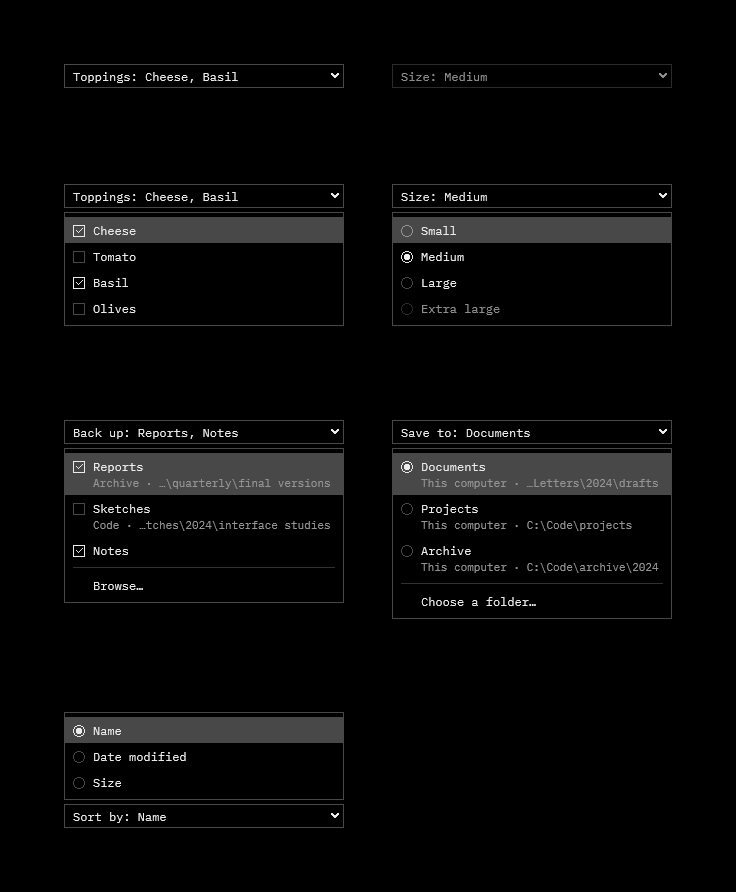 Toppings: Cheese, Basil
Size: Medium
Toppings: Cheese, Basil
Cheese
Tomato
Basil
Olives
Size: Medium
Small
Medium
Large
Extra large
Back up: Reports, Notes
Reports
Archive · …\quarterly\final versions
Sketches
Code · …tches\2024\interface studies
Notes
Browse…
Save to: Documents
Documents
This computer · …Letters\2024\drafts
Projects
This computer · C:\Code\projects
Archive
This computer · C:\Code\archive\2024
Choose a folder…
Name
Date modified
Size
Sort by: Name